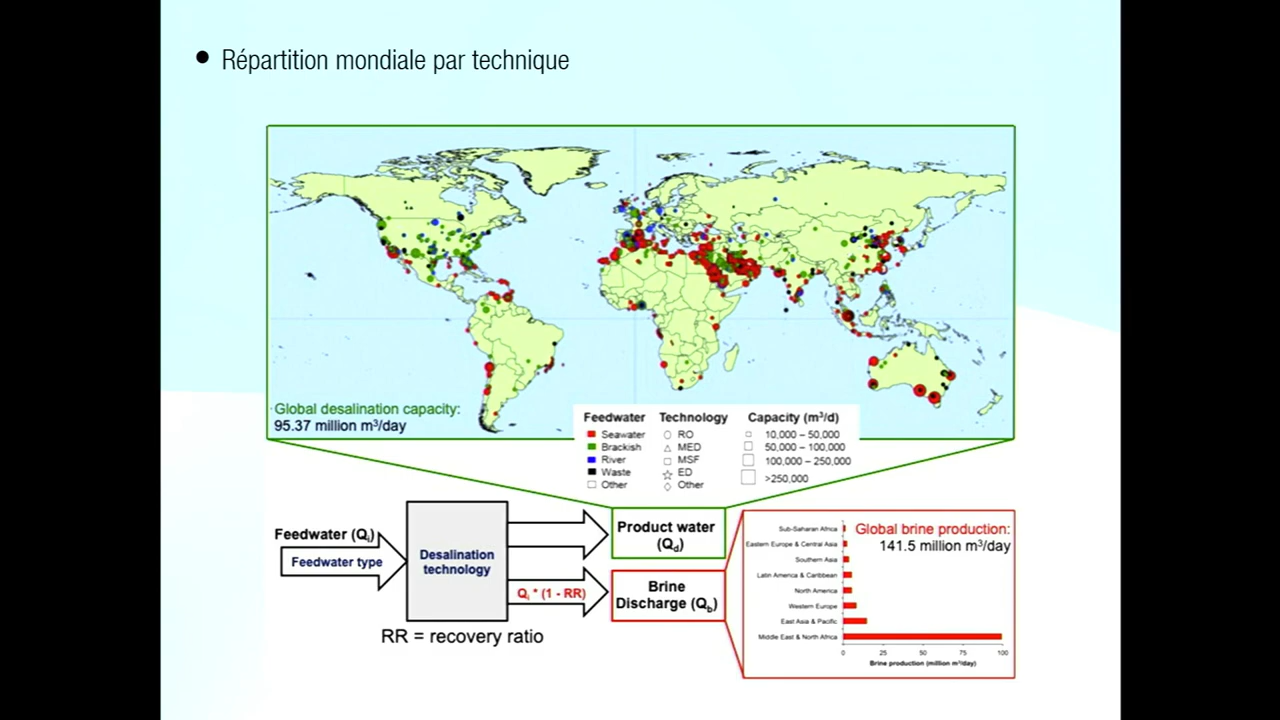 • Répartition mondiale par technique
Global desalination capacity:
95.37 million m³/day
Feedwater
Seawater
Brackish
River
Waste
Other
Technology
RO
MED
MSF
ED
Other
Capacity (m³/d)
10,000 – 50,000
50,000 – 100,000
100,000 – 250,000
>250,000
Feedwater (Qᵢ)
Feedwater type
Desalination
technology
Qᵢ * (1 - RR)
RR = recovery ratio
Product water
(Q_d)
Brine
Discharge (Q_b)
Global brine production:
141.5 million m³/day
Sub-Saharan Africa
Eastern Europe & Central Asia
Southern Asia
Latin America & Caribbean
North America
Western Europe
East Asia & Pacific
Middle East & North Africa
0 25 50 75 100
Brine production (million m³/day)